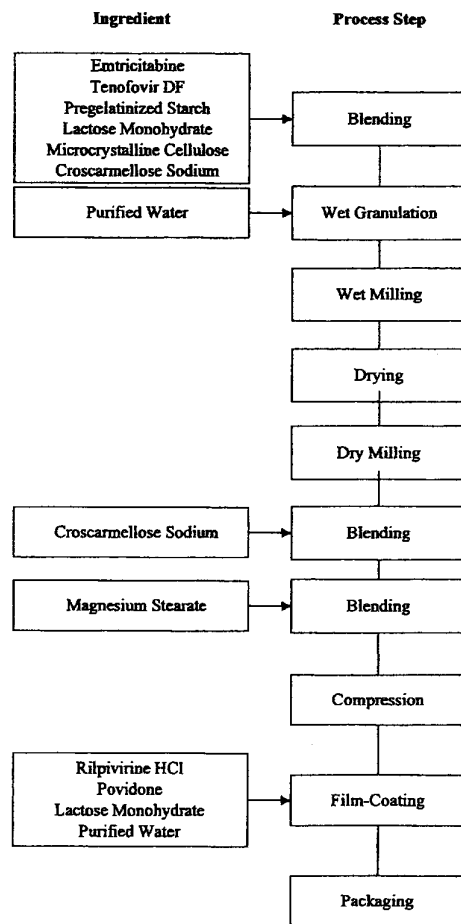 Ingredient Process Step
Emtricitabine
Tenofovir DF
Pregelatinized Starch
Lactose Monohydrate
Microcrystalline Cellulose
Croscarmellose Sodium
Blending
Purified Water
Wet Granulation
Wet Milling
Drying
Dry Milling
Croscarmellose Sodium
Blending
Magnesium Stearate
Blending
Compression
Rilpivirine HCl
Povidone
Lactose Monohydrate
Purified Water
Film-Coating
Packaging